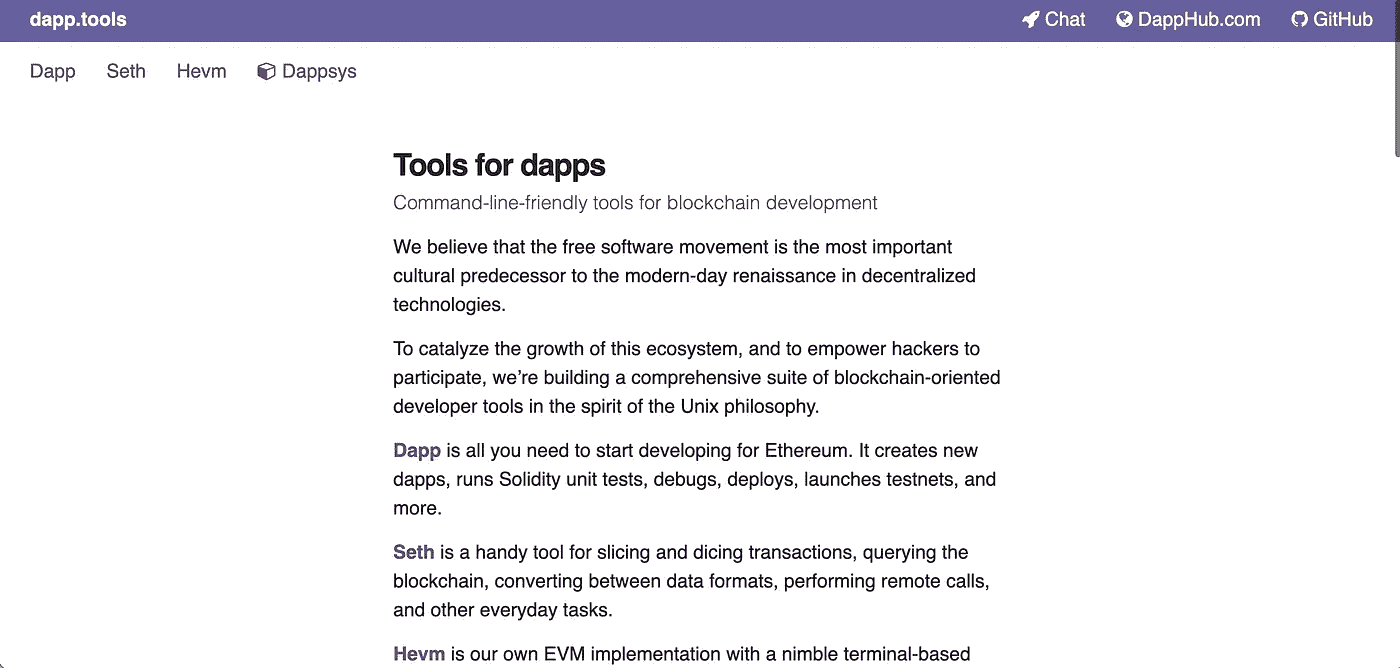 dapp.tools Chat DappHub.com GitHub
Dapp Seth Hevm Dappsys
Tools for dapps
Command-line-friendly tools for blockchain development
We believe that the free software movement is the most important
cultural predecessor to the modern-day renaissance in decentralized
technologies.
To catalyze the growth of this ecosystem, and to empower hackers to
participate, we’re building a comprehensive suite of blockchain-oriented
developer tools in the spirit of the Unix philosophy.
Dapp is all you need to start developing for Ethereum. It creates new
dapps, runs Solidity unit tests, debugs, deploys, launches testnets, and
more.
Seth is a handy tool for slicing and dicing transactions, querying the
blockchain, converting between data formats, performing remote calls,
and other everyday tasks.
Hevm is our own EVM implementation with a nimble terminal-based